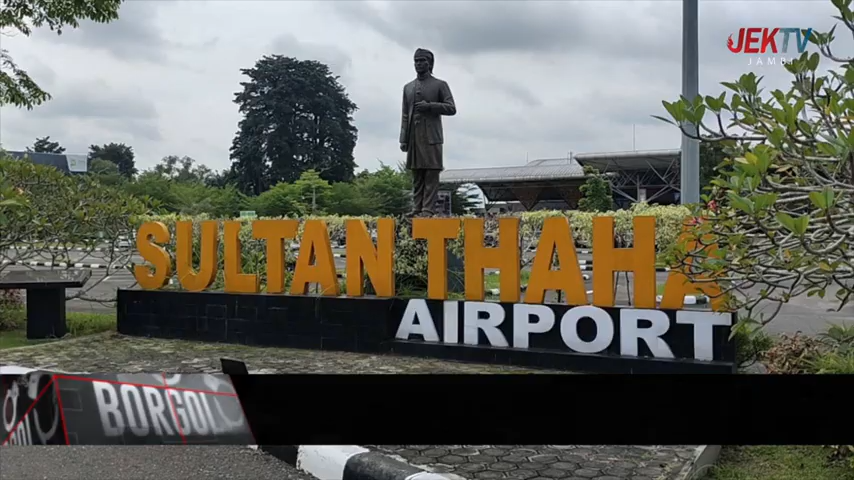 JEKTV
JAMBI
SULTAN THAHA
AIRPORT
BORGOL